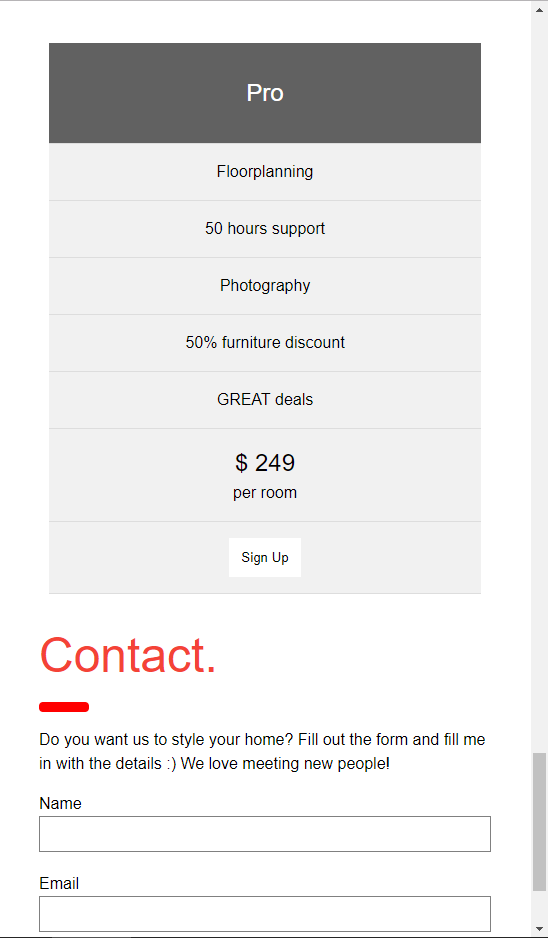 Pro
Floorplanning
50 hours support
Photography
50% furniture discount
GREAT deals
$ 249
per room
Sign Up
Contact.
Do you want us to style your home? Fill out the form and fill me
in with the details :) We love meeting new people!
Name
Email